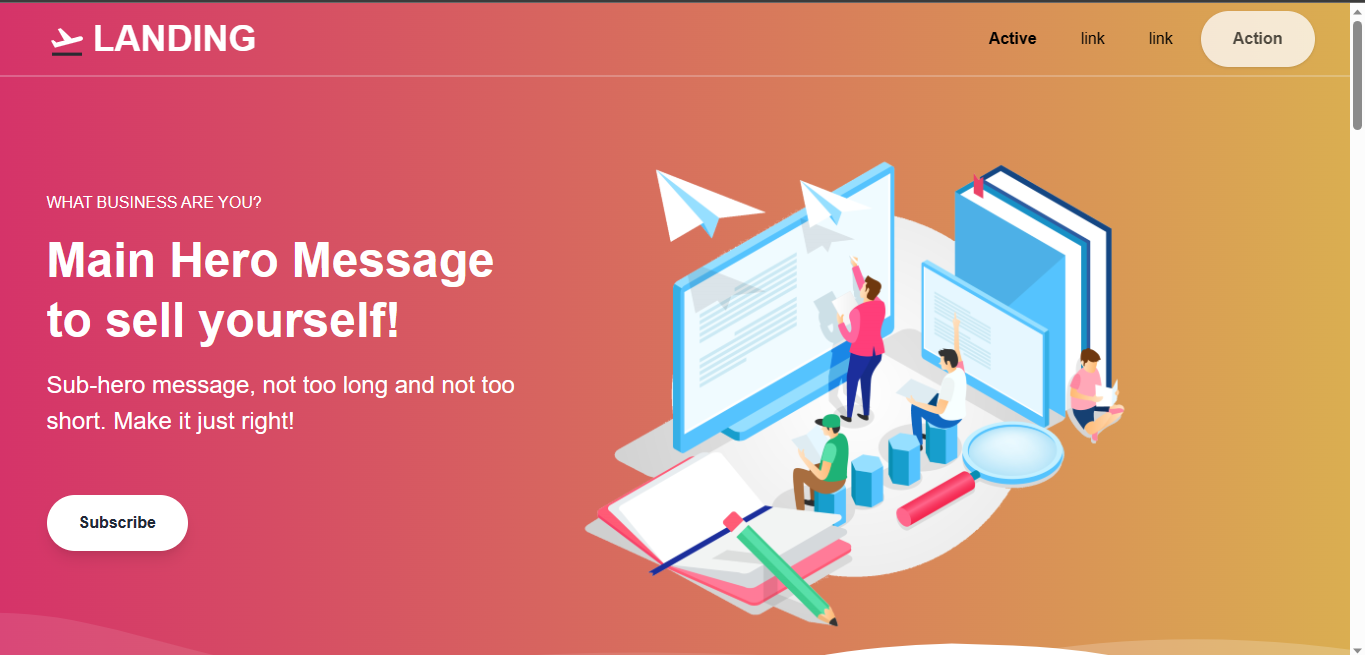 LANDING
Active
link
link
Action
WHAT BUSINESS ARE YOU?
Main Hero Message
to sell yourself!
Sub-hero message, not too long and not too
short. Make it just right!
Subscribe